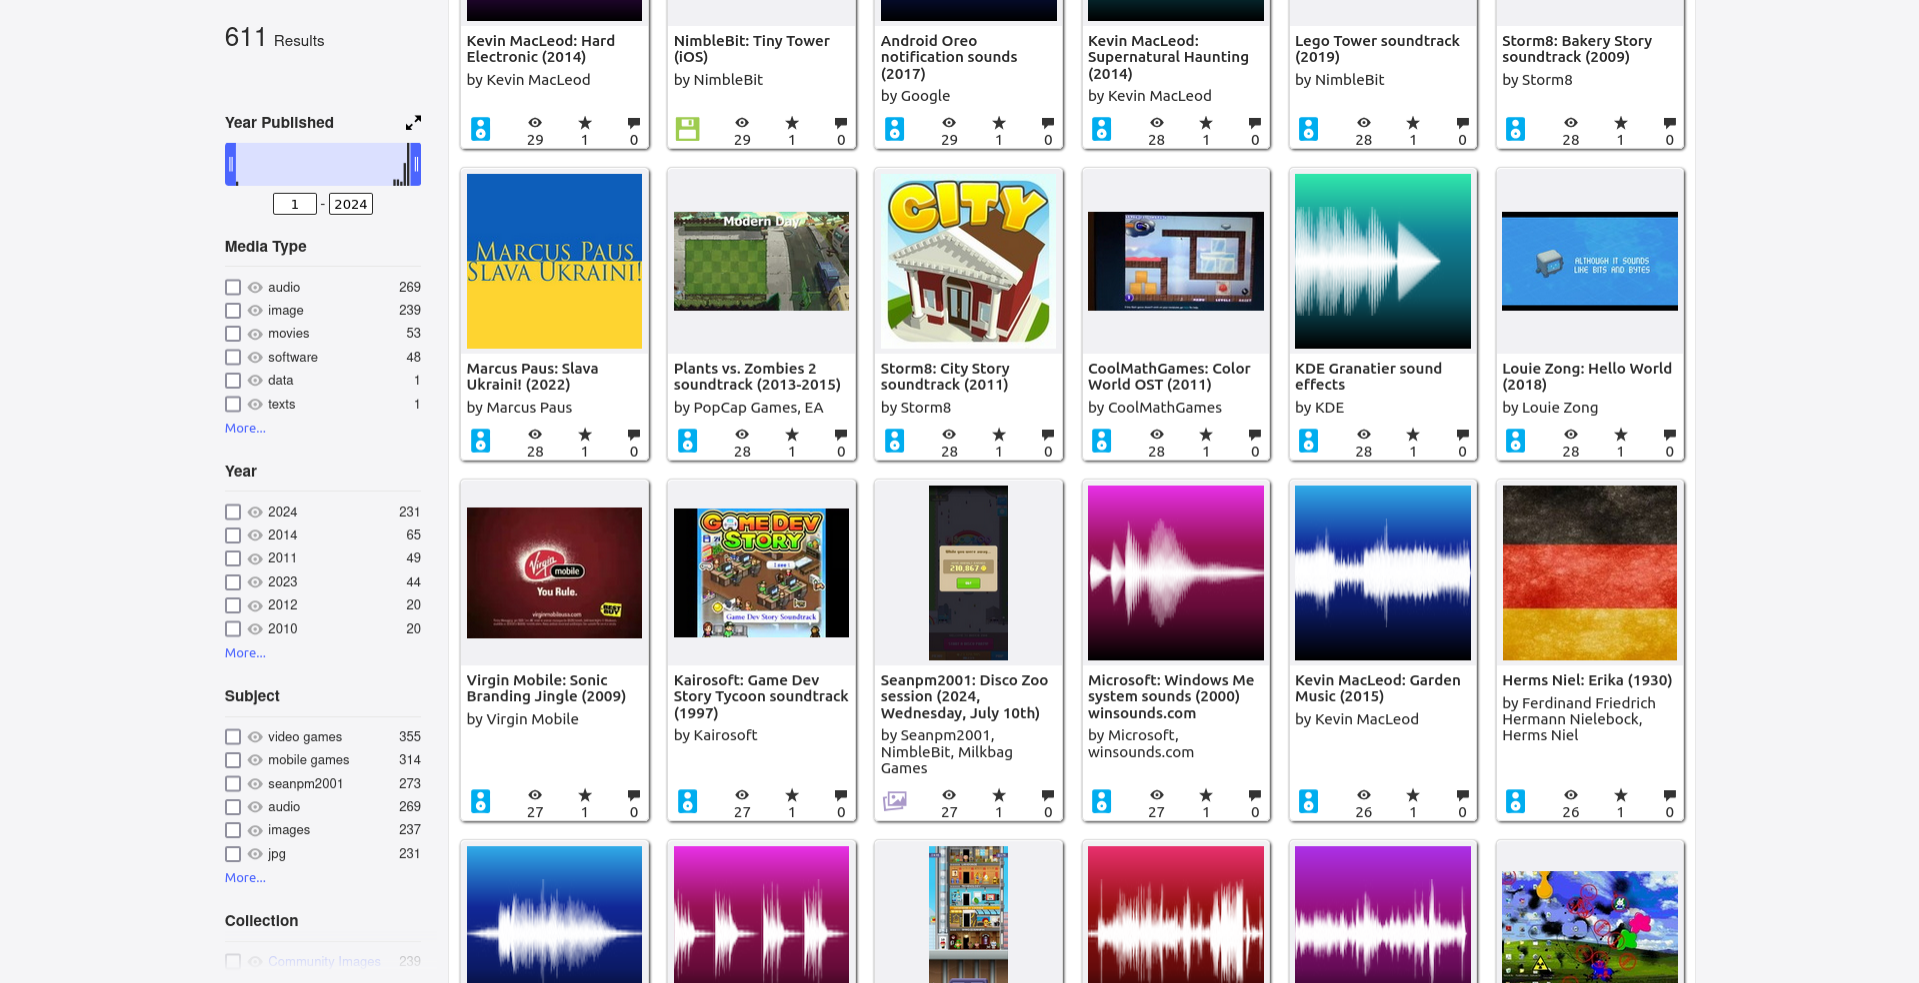 611 Results
Year Published
1 - 2024
Media Type
audio 269
image 239
movies 53
software 48
data 1
texts 1
More...
Year
2024 231
2014 65
2011 49
2023 44
2012 20
2010 20
More...
Subject
video games 355
mobile games 314
seanpm2001 273
audio 269
images 237
jpg 231
More...
Collection
Community Images 239
Kevin MacLeod: Hard
Electronic (2014)
by Kevin MacLeod
29 1 0
NimbleBit: Tiny Tower
(iOS)
by NimbleBit
29 1 0
Android Oreo
notification sounds
(2017)
by Google
29 1 0
Kevin MacLeod:
Supernatural Haunting
(2014)
by Kevin MacLeod
28 1 0
Lego Tower soundtrack
(2019)
by NimbleBit
28 1 0
Storm8: Bakery Story
soundtrack (2009)
by Storm8
28 1 0
MARCUS PAUS
SLAVA UKRAINI!
Marcus Paus: Slava
Ukraini! (2022)
by Marcus Paus
28 1 0
Modern Day
Plants vs. Zombies 2
soundtrack (2013-2015)
by PopCap Games, EA
28 1 0
CITY
Storm8: City Story
soundtrack (2011)
by Storm8
28 1 0
CoolMathGames: Color
World OST (2011)
by CoolMathGames
28 1 0
KDE Granatier sound
effects
by KDE
28 1 0
ALTHOUGH IT SOUNDS
LIKE BITS AND BYTES
Louie Zong: Hello World
(2018)
by Louie Zong
28 1 0
Virgin
mobile
You Rule.
virginmobileusa.com
BEST BUY
Virgin Mobile: Sonic
Branding Jingle (2009)
by Virgin Mobile
27 1 0
GAME DEV
STORY
Game Dev Story Soundtrack
Kairosoft: Game Dev
Story Tycoon soundtrack
(1997)
by Kairosoft
27 1 0
While you were away...
210,867
Seanpm2001: Disco Zoo
session (2024,
Wednesday, July 10th)
by Seanpm2001,
NimbleBit, Milkbag
Games
27 1 0
Microsoft: Windows Me
system sounds (2000)
winsounds.com
by Microsoft,
winsounds.com
27 1 0
Kevin MacLeod: Garden
Music (2015)
by Kevin MacLeod
26 1 0
Herms Niel: Erika (1930)
by Ferdinand Friedrich
Hermann Nielebock,
Herms Niel
26 1 0